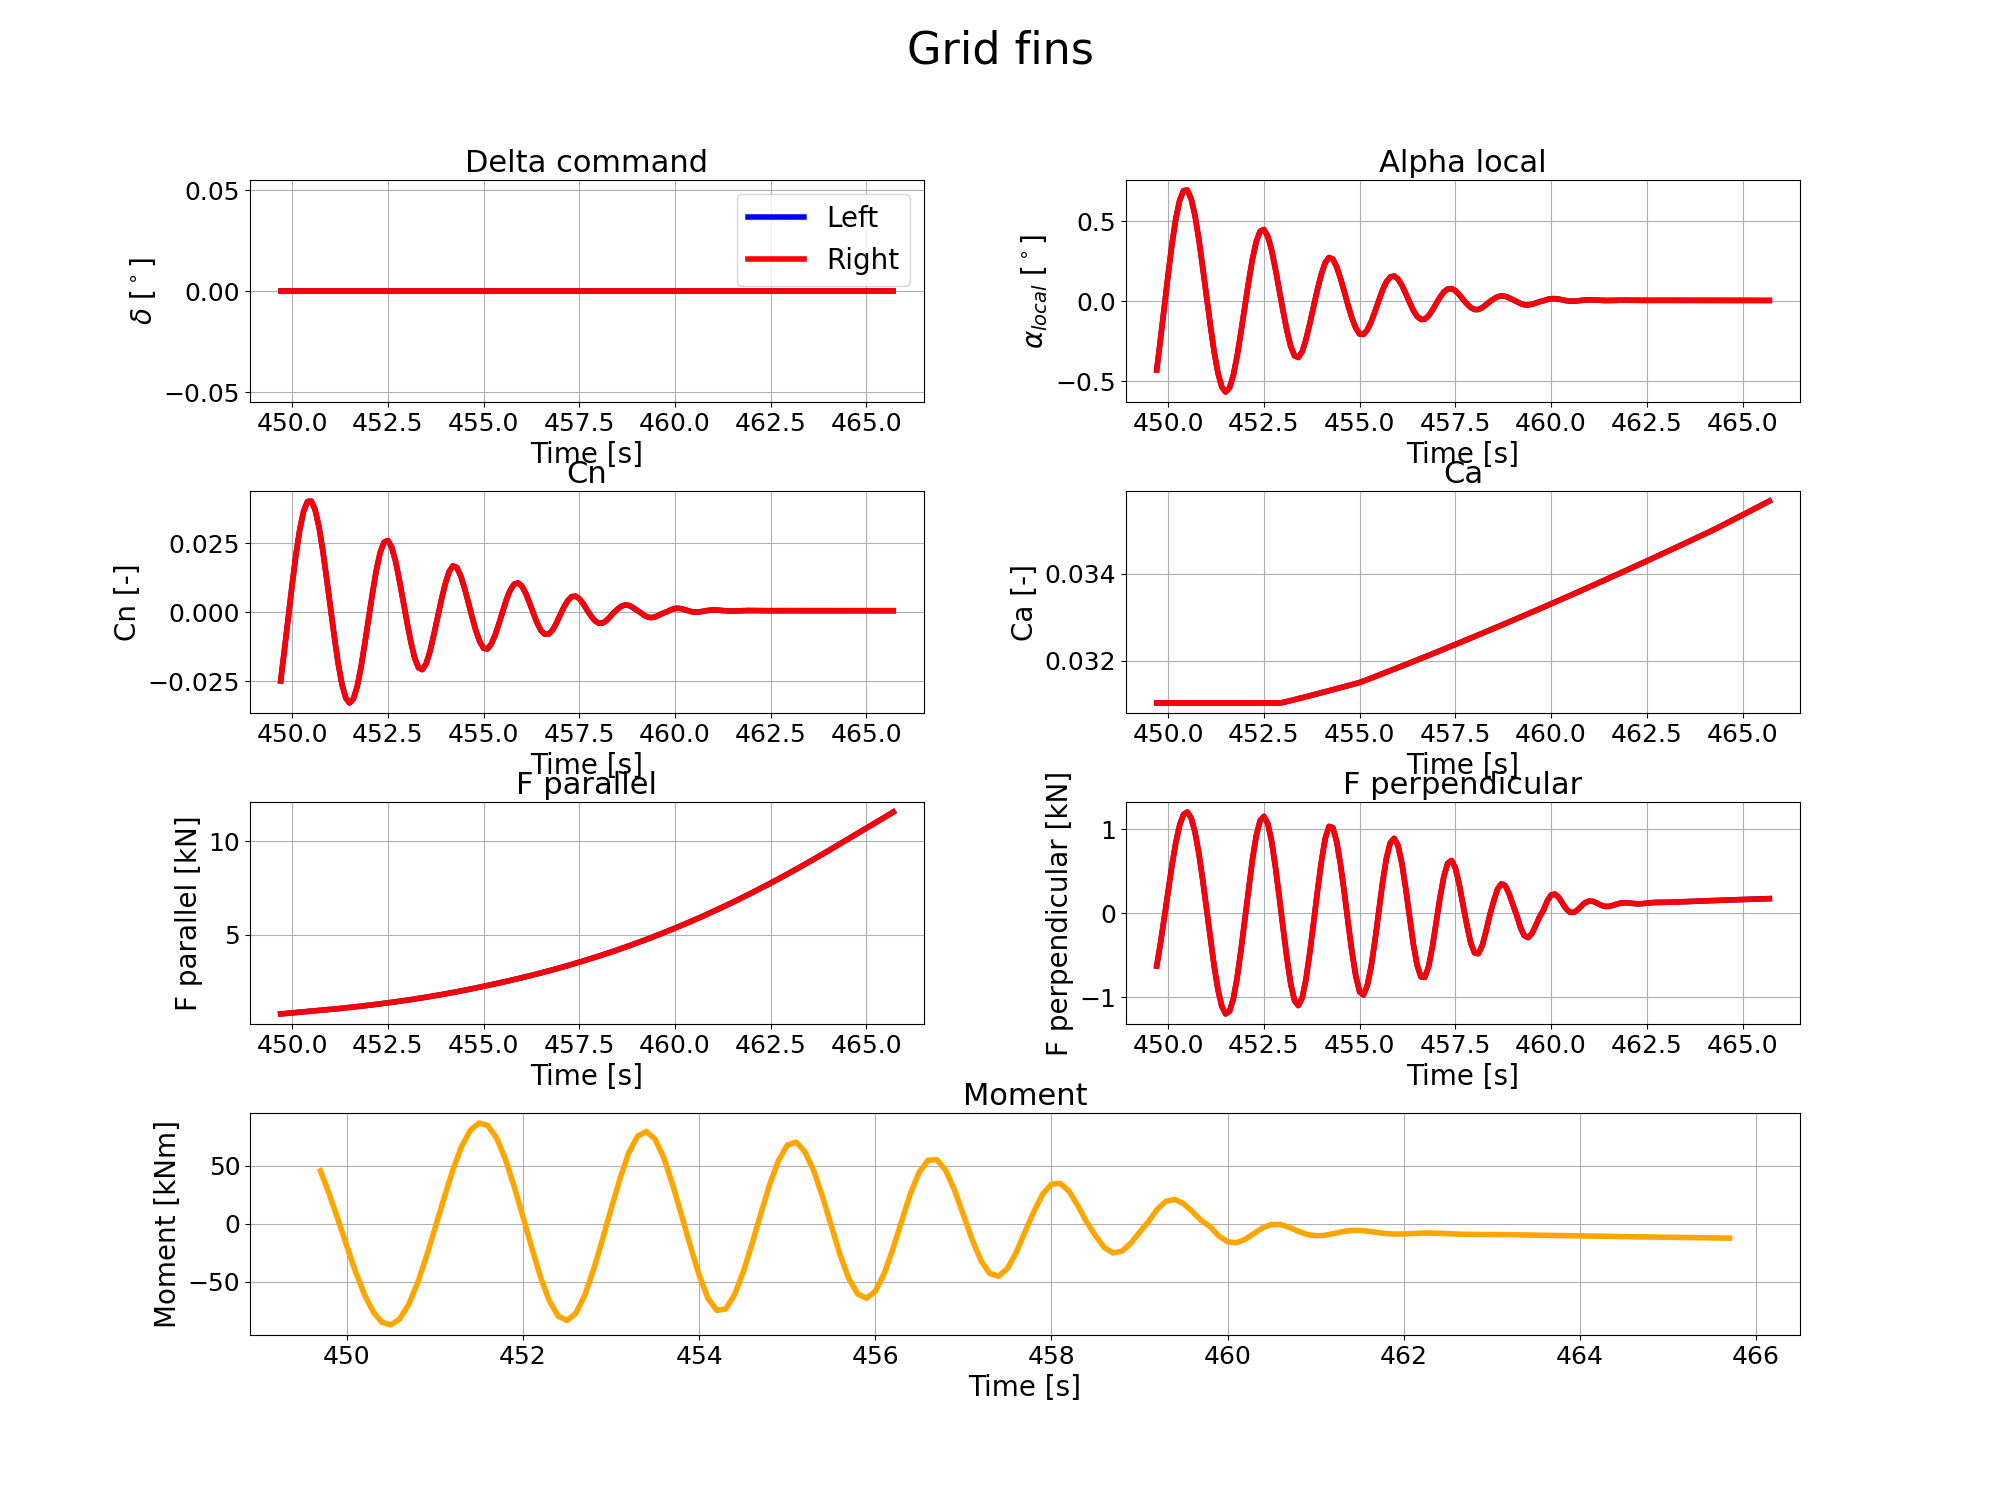 Grid fins
Delta command
δ [°]
0.05
0.00
−0.05
Left
Right
450.0 452.5 455.0 457.5 460.0 462.5 465.0
Time [s]
Alpha local
α_local [°]
0.5
0.0
−0.5
450.0 452.5 455.0 457.5 460.0 462.5 465.0
Time [s]
Cn
Cn [-]
0.025
0.000
−0.025
450.0 452.5 455.0 457.5 460.0 462.5 465.0
Time [s]
Ca
Ca [-]
0.034
0.032
450.0 452.5 455.0 457.5 460.0 462.5 465.0
Time [s]
F parallel
F parallel [kN]
10
5
450.0 452.5 455.0 457.5 460.0 462.5 465.0
Time [s]
F perpendicular
F perpendicular [kN]
1
0
−1
450.0 452.5 455.0 457.5 460.0 462.5 465.0
Time [s]
Moment
Moment [kNm]
50
0
−50
450 452 454 456 458 460 462 464 466
Time [s]